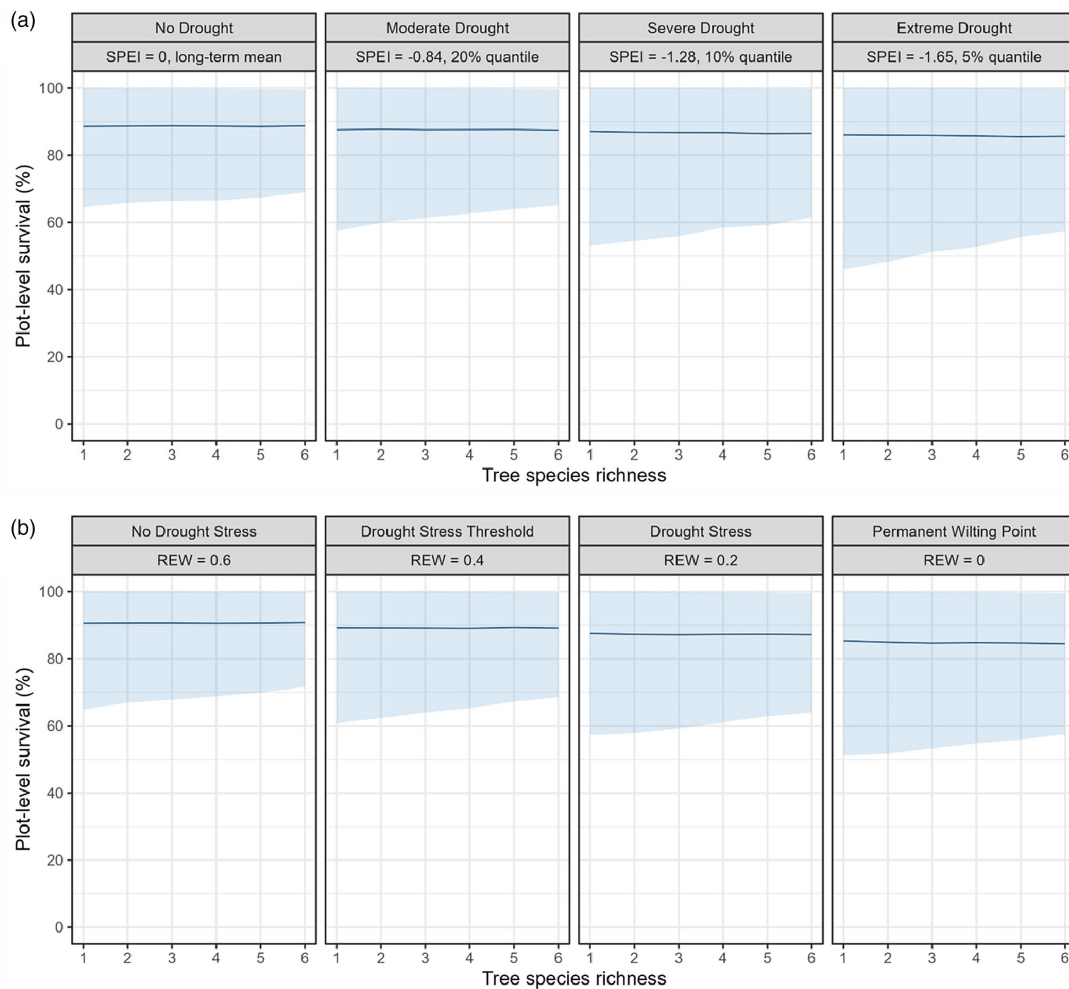 (a)
No Drought Moderate Drought Severe Drought Extreme Drought
SPEI = 0, long-term mean SPEI = -0.84, 20% quantile SPEI = -1.28, 10% quantile SPEI = -1.65, 5% quantile
Plot-level survival (%)
100
80
60
40
20
0
1 2 3 4 5 6 1 2 3 4 5 6 1 2 3 4 5 6 1 2 3 4 5 6
Tree species richness
(b)
No Drought Stress Drought Stress Threshold Drought Stress Permanent Wilting Point
REW = 0.6 REW = 0.4 REW = 0.2 REW = 0
Plot-level survival (%)
100
80
60
40
20
0
1 2 3 4 5 6 1 2 3 4 5 6 1 2 3 4 5 6 1 2 3 4 5 6
Tree species richness